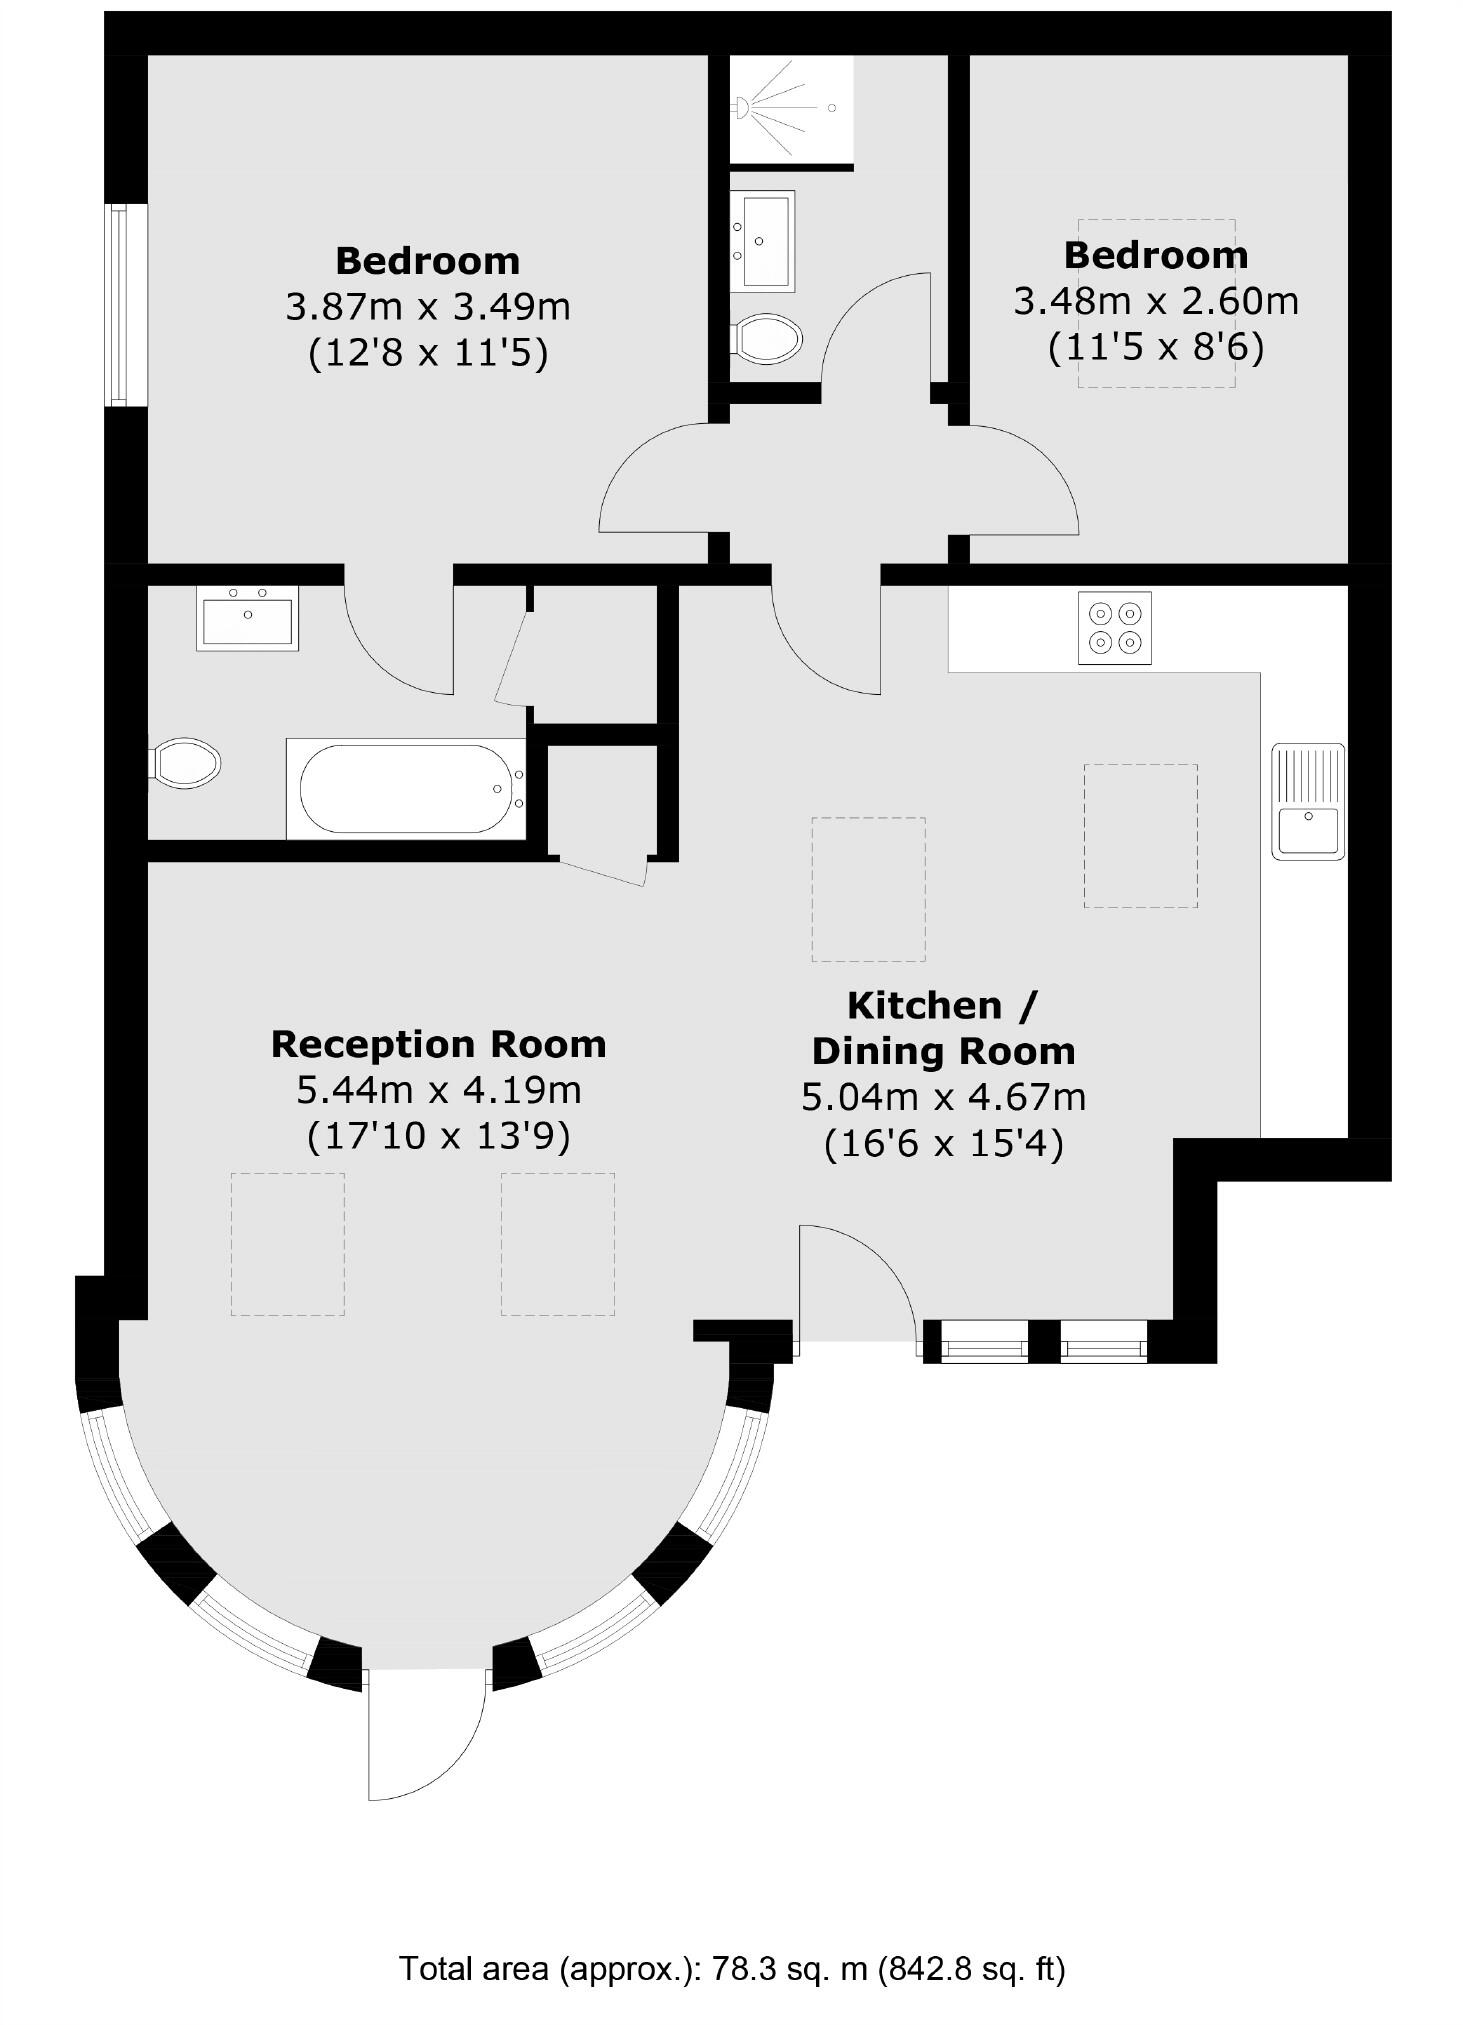 Bedroom
3.87m x 3.49m
(12'8 x 11'5)
Bedroom
3.48m x 2.60m
(11'5 x 8'6)
Reception Room
5.44m x 4.19m
(17'10 x 13'9)
Kitchen /
Dining Room
5.04m x 4.67m
(16'6 x 15'4)
Total area (approx.): 78.3 sq. m (842.8 sq. ft)